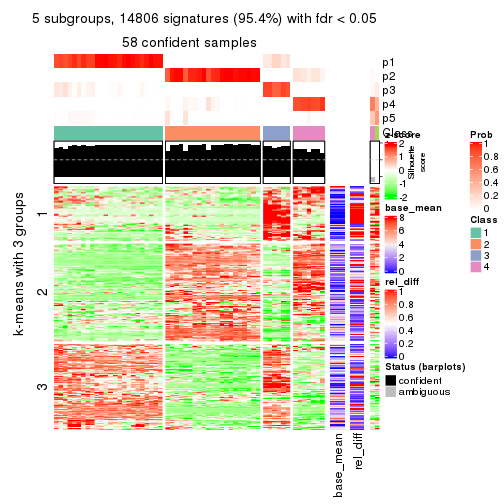 5 subgroups, 14806 signatures (95.4%) with fdr < 0.05
58 confident samples
p1
p2
p3
p4
p5
Class
Silhouette
score
k-means with 3 groups
1
2
3
base_mean
rel_diff
z-score
2
1
0
-1
-2
base_mean
8
6
4
2
0
rel_diff
1
0.8
0.6
0.4
0.2
0
Status (barplots)
confident
ambiguous
Prob
1
0.8
0.6
0.4
0.2
0
Class
1
2
3
4